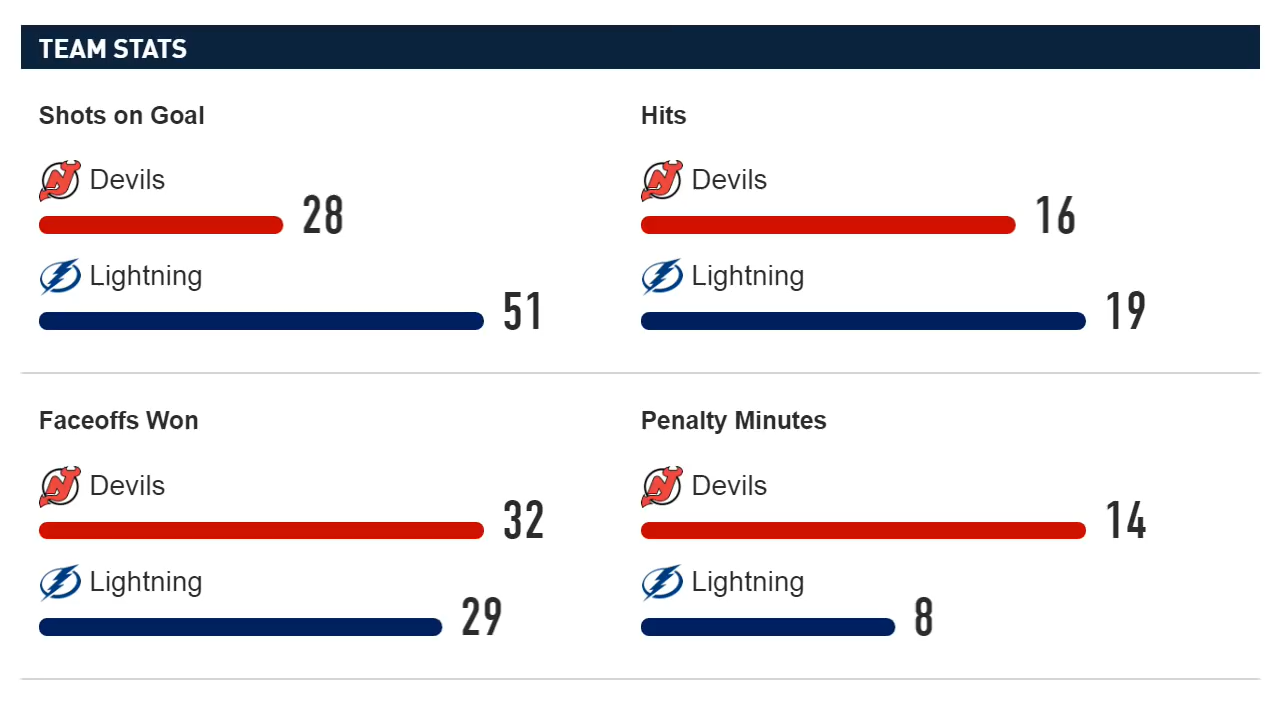 TEAM STATS
Shots on Goal
Devils
28
Lightning
51
Hits
Devils
16
Lightning
19
Faceoffs Won
Devils
32
Lightning
29
Penalty Minutes
Devils
14
Lightning
8